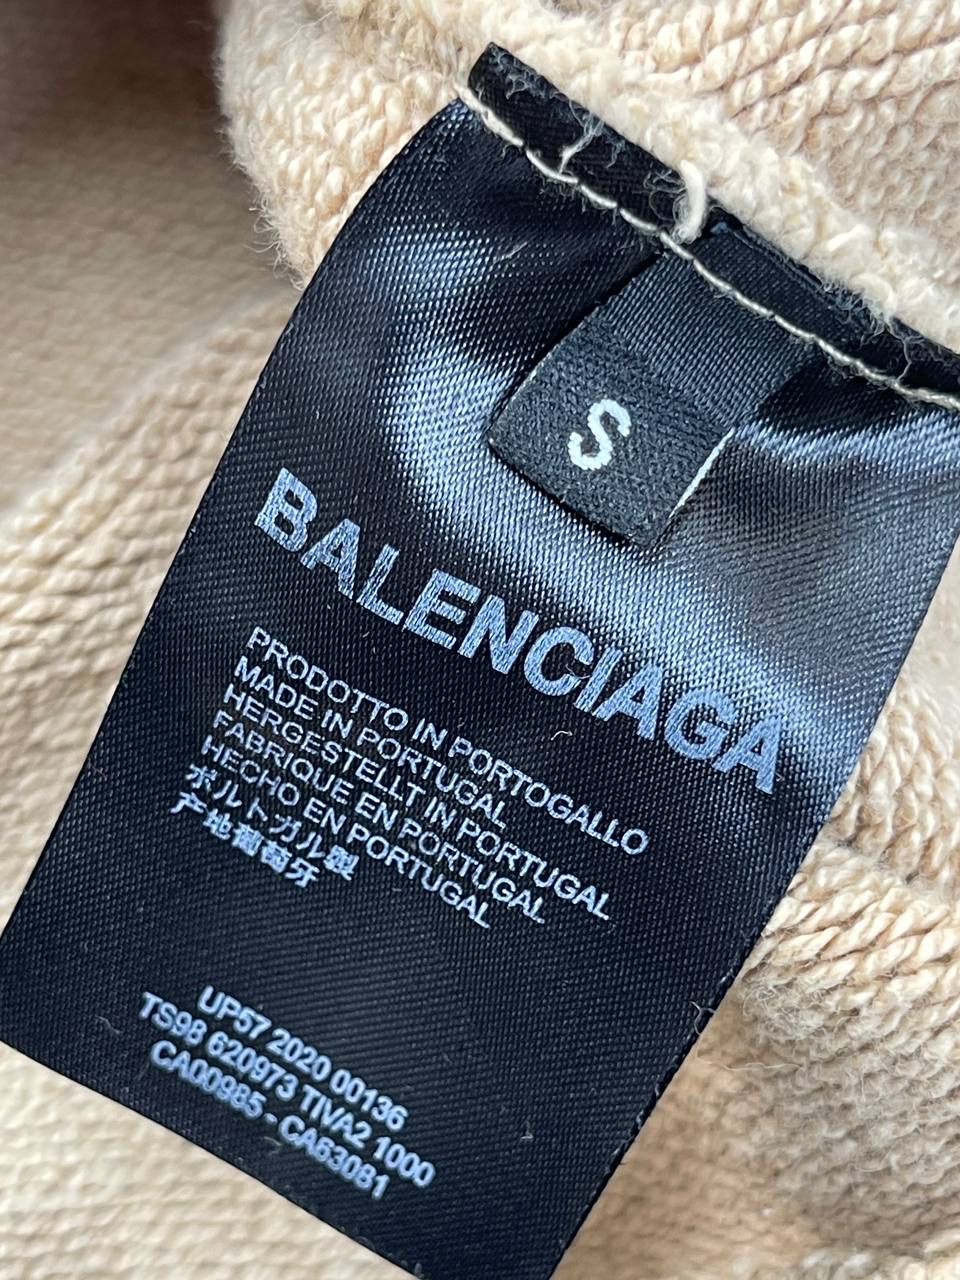 S
BALENCIAGA
PRODOTTO IN PORTOGALLO
MADE IN PORTUGAL
HERGESTELLT IN PORTUGAL
FABRIQUE EN PORTUGAL
HECHO EN PORTUGAL
ポルトガル製
产地葡萄牙
UP57 2020 00136
TS98 620973 TIVA2 1000
CA00985 - CA63081